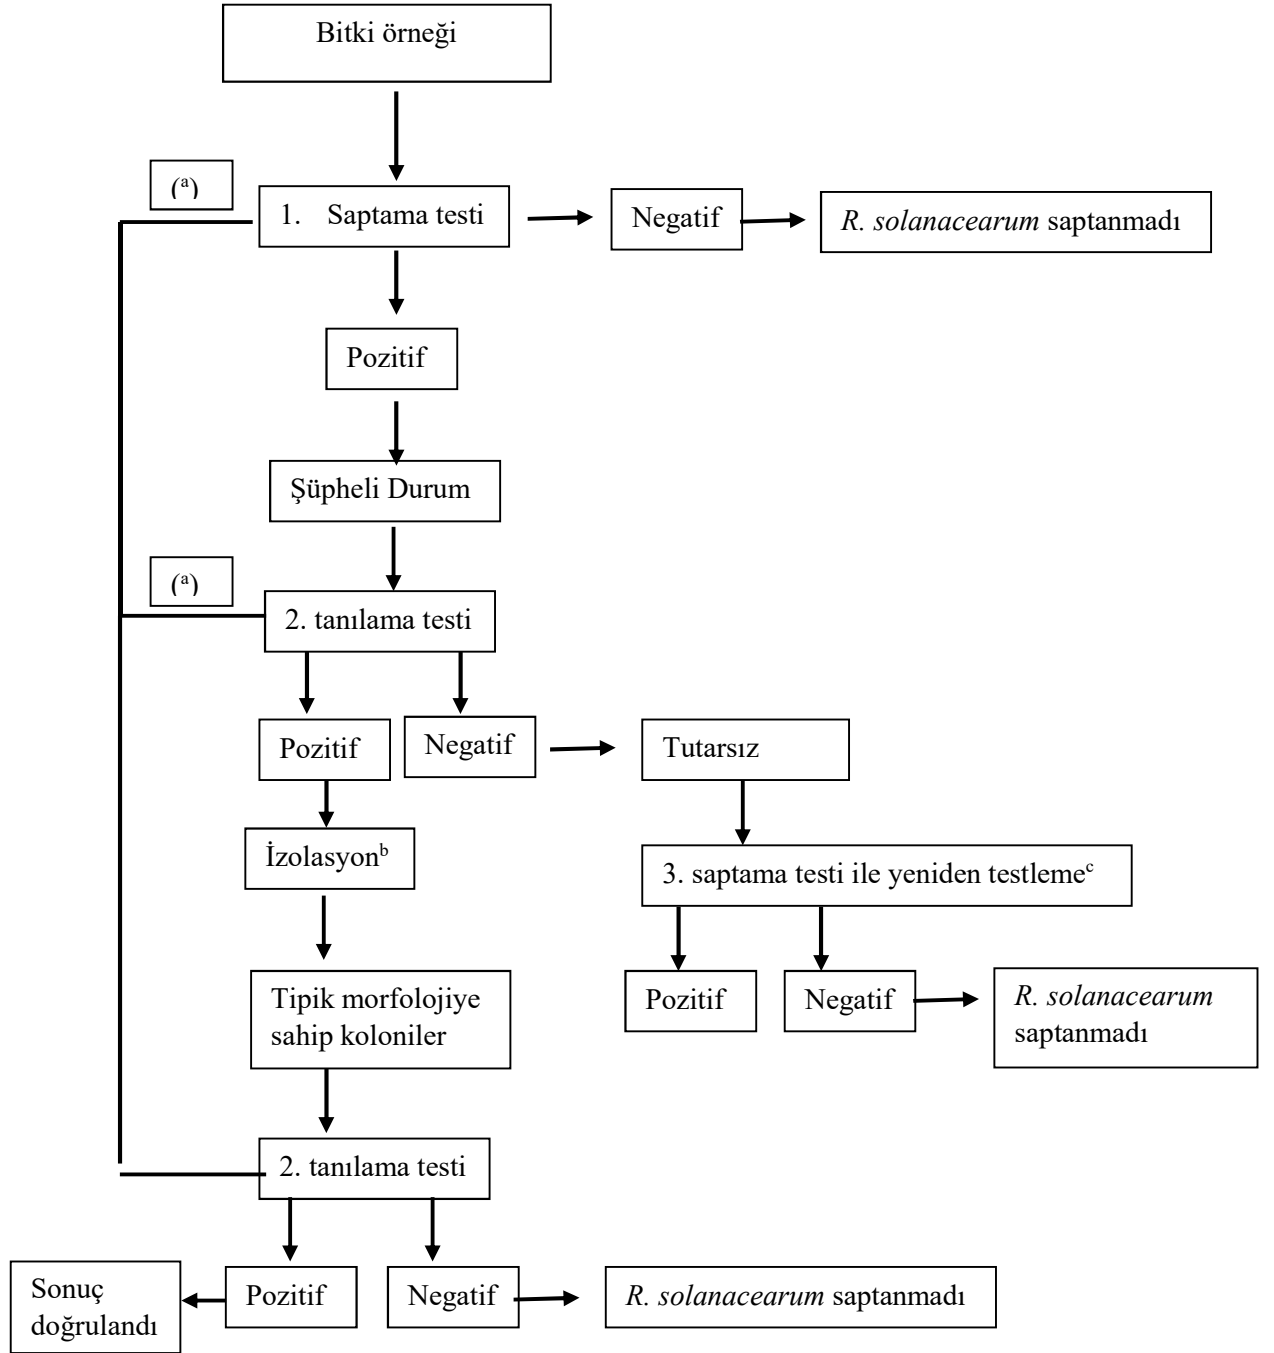 Bitki örneği
(ᵃ)
1. Saptama testi
Negatif
R. solanacearum saptanmadı
Pozitif
Şüpheli Durum
(ᵃ)
2. tanılama testi
Pozitif
Negatif
Tutarsız
İzolasyonᵇ
3. saptama testi ile yeniden testlemeᶜ
Tipik morfolojiye
sahip koloniler
Pozitif
Negatif
R. solanacearum
saptanmadı
2. tanılama testi
Sonuç
doğrulandı
Pozitif
Negatif
R. solanacearum saptanmadı